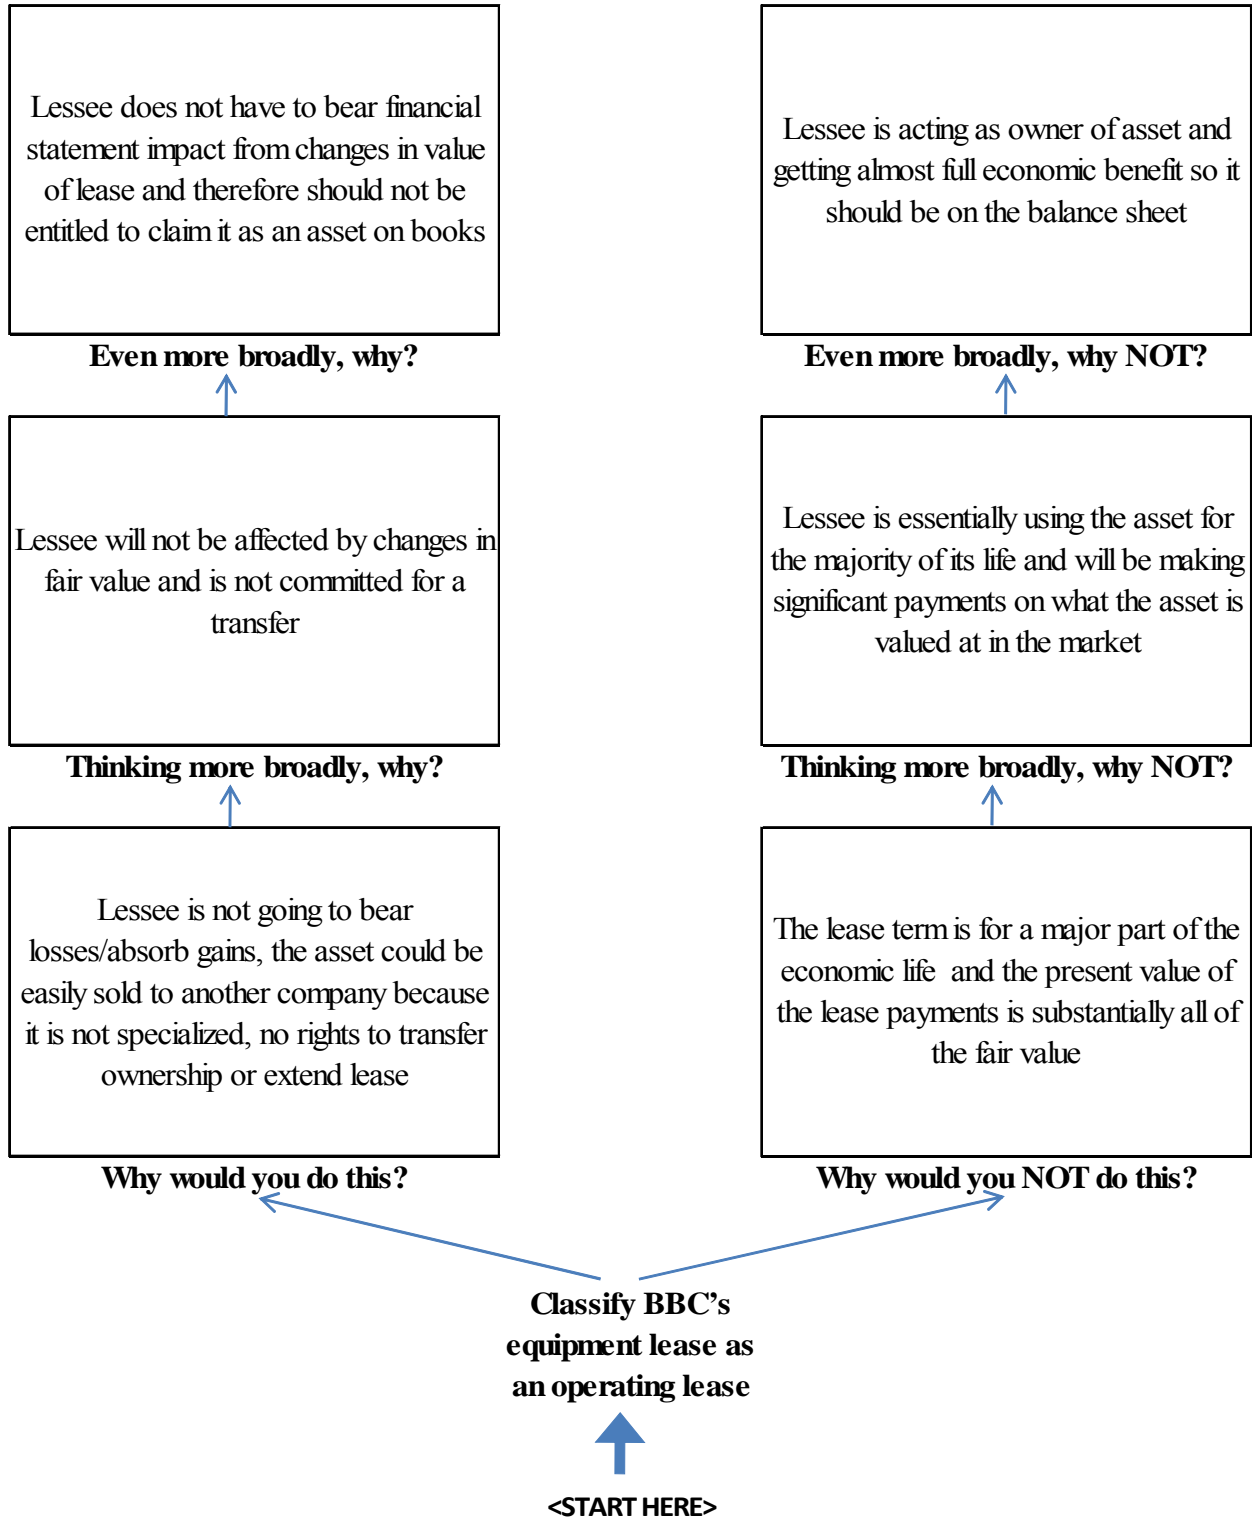 Lessee does not have to bear financial
statement impact from changes in value
of lease and therefore should not be
entitled to claim it as an asset on books
Even more broadly, why?
Lessee will not be affected by changes in
fair value and is not committed for a
transfer
Thinking more broadly, why?
Lessee is not going to bear
losses/absorb gains, the asset could be
easily sold to another company because
it is not specialized, no rights to transfer
ownership or extend lease
Why would you do this?
Lessee is acting as owner of asset and
getting almost full economic benefit so it
should be on the balance sheet
Even more broadly, why NOT?
Lessee is essentially using the asset for
the majority of its life and will be making
significant payments on what the asset is
valued at in the market
Thinking more broadly, why NOT?
The lease term is for a major part of the
economic life and the present value of
the lease payments is substantially all of
the fair value
Why would you NOT do this?
Classify BBC’s
equipment lease as
an operating lease
<START HERE>